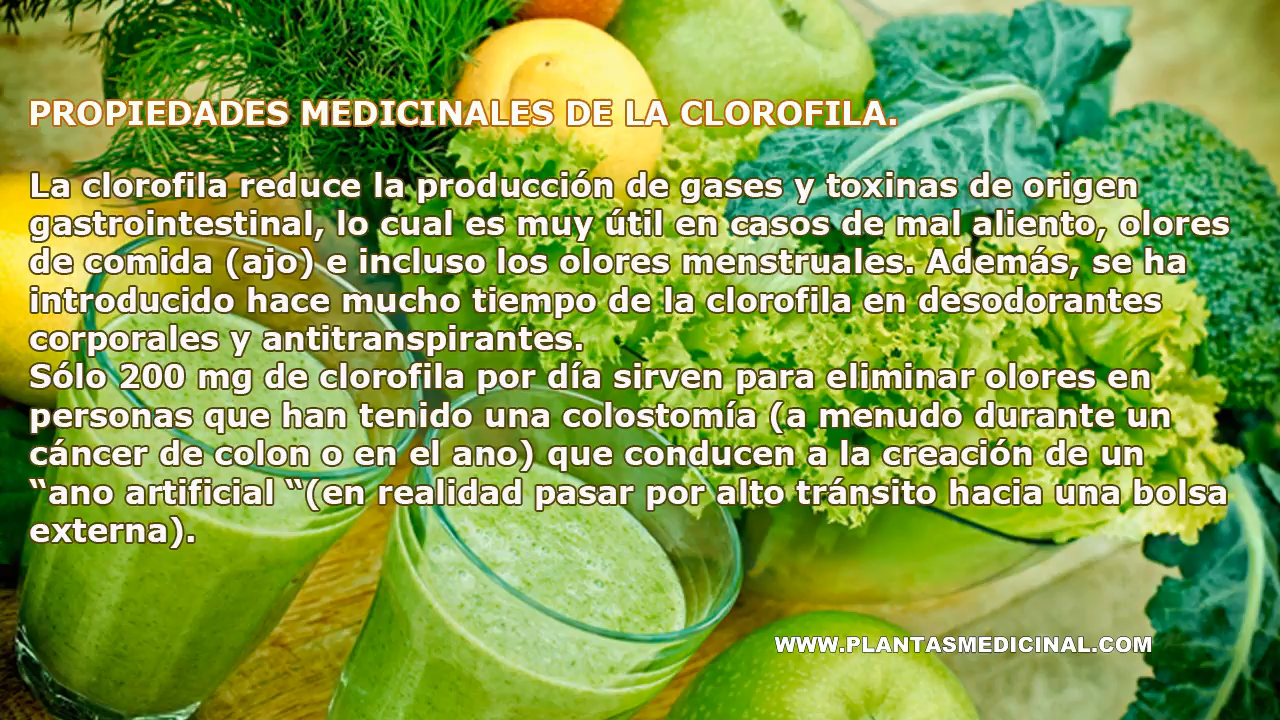 PROPIEDADES MEDICINALES DE LA CLOROFILA.
La clorofila reduce la producción de gases y toxinas de origen
gastrointestinal, lo cual es muy útil en casos de mal aliento, olores
de comida (ajo) e incluso los olores menstruales. Además, se ha
introducido hace mucho tiempo de la clorofila en desodorantes
corporales y antitranspirantes.
Sólo 200 mg de clorofila por día sirven para eliminar olores en
personas que han tenido una colostomía (a menudo durante un
cáncer de colon o en el ano) que conducen a la creación de un
“ano artificial “(en realidad pasar por alto tránsito hacia una bolsa
externa).
WWW.PLANTASMEDICINAL.COM